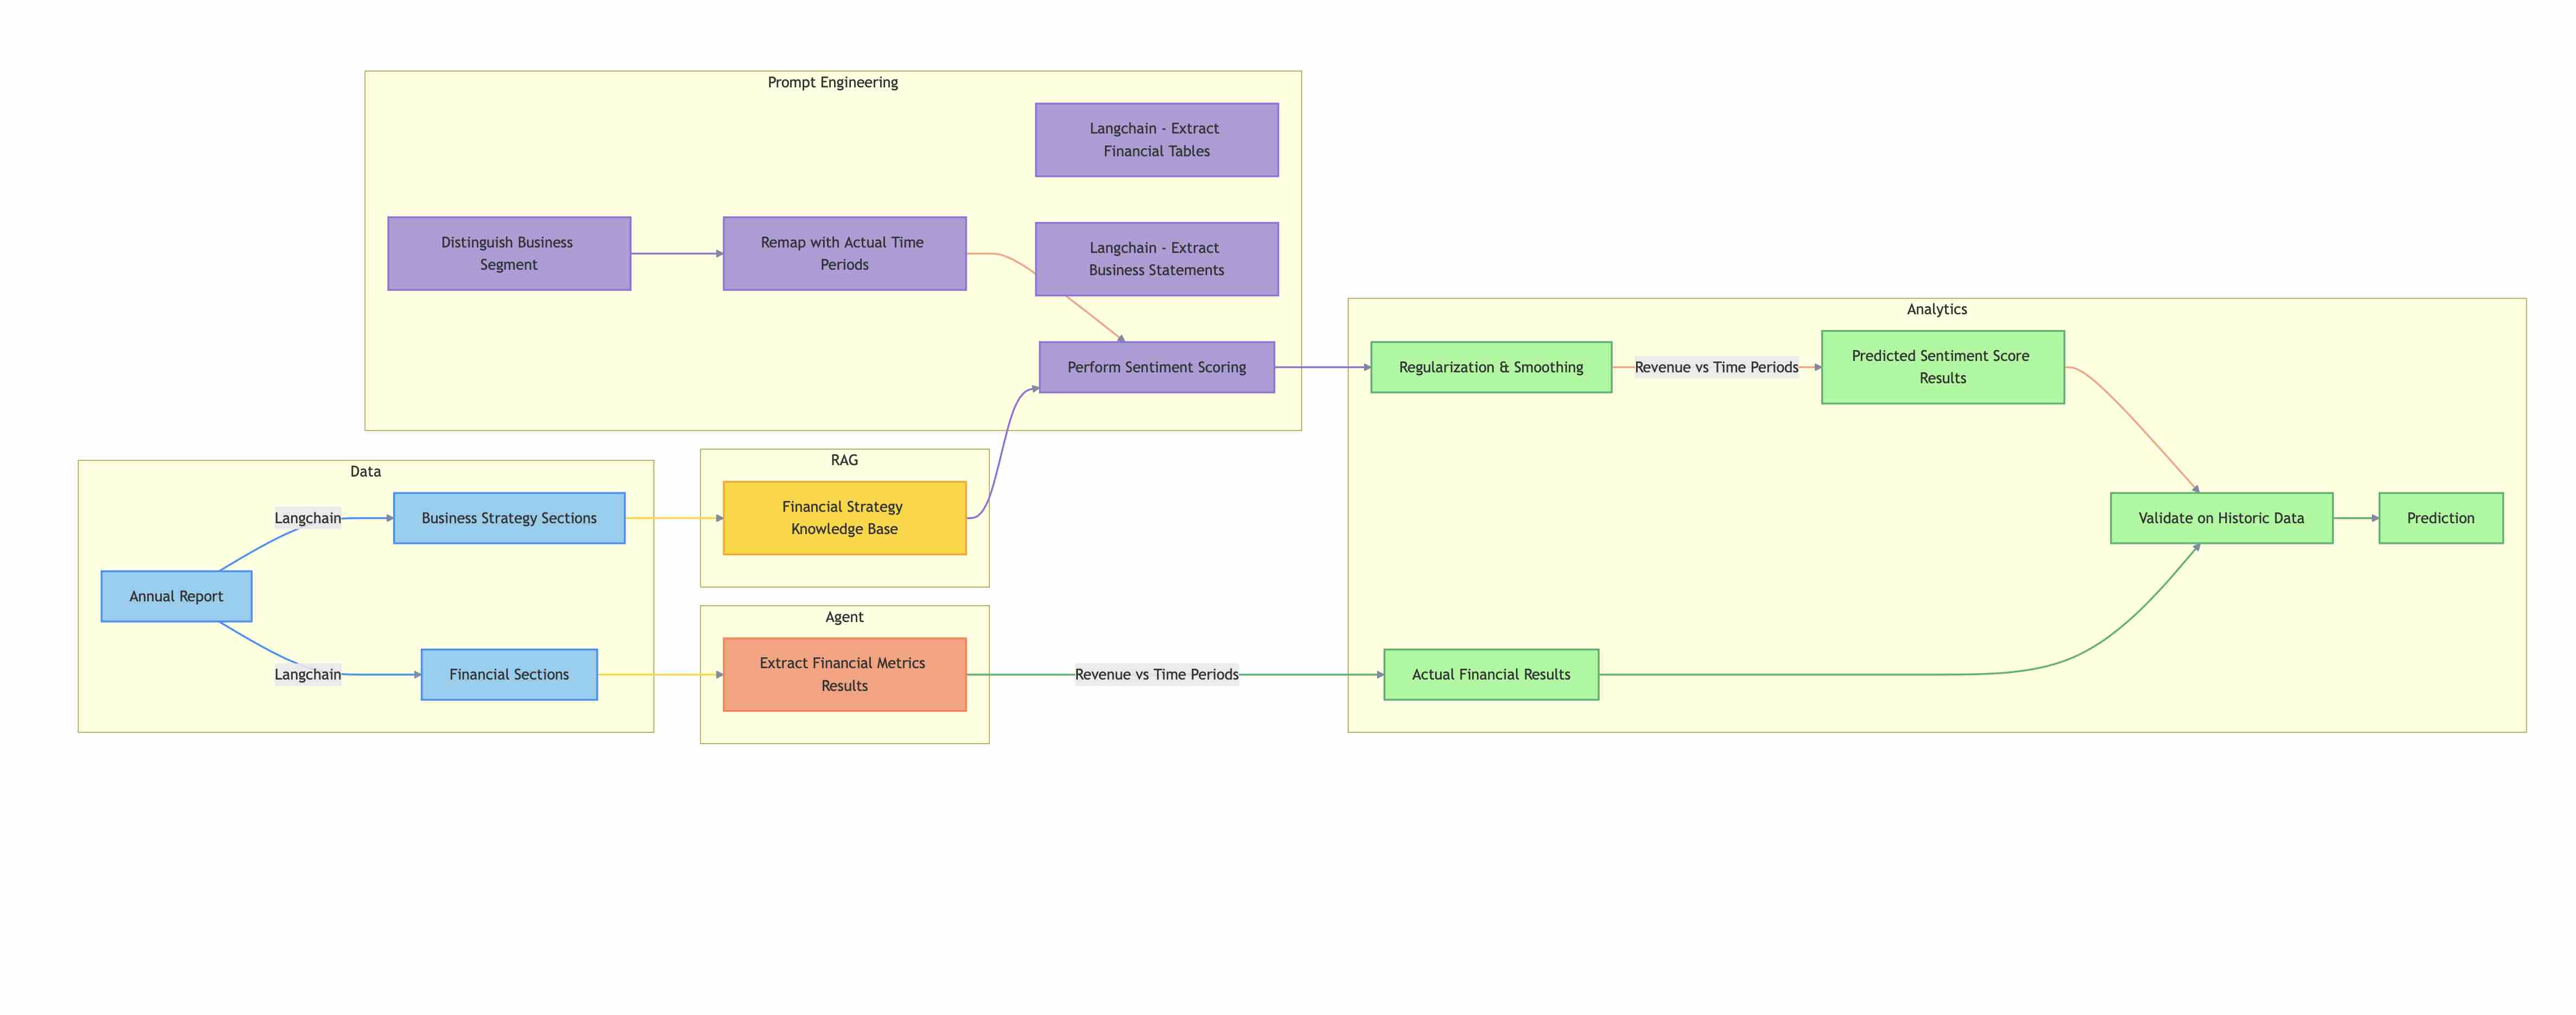 Prompt Engineering
Langchain - Extract
Financial Tables
Distinguish Business
Segment
Remap with Actual Time
Periods
Langchain - Extract
Business Statements
Perform Sentiment Scoring
Data
Langchain
Business Strategy Sections
Annual Report
Langchain
Financial Sections
RAG
Financial Strategy
Knowledge Base
Agent
Extract Financial Metrics
Results
Revenue vs Time Periods
Analytics
Regularization & Smoothing
Revenue vs Time Periods
Predicted Sentiment Score
Results
Validate on Historic Data
Prediction
Actual Financial Results